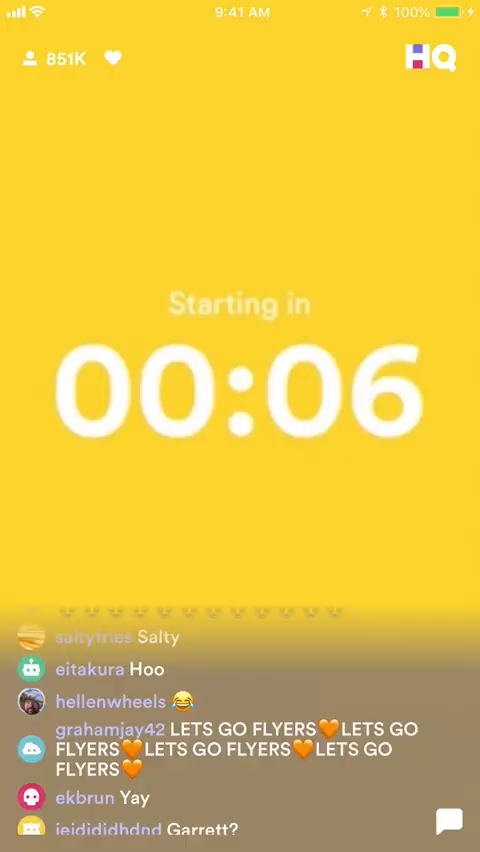 9:41 AM
100%
851K
HQ
Starting in
00:06
saltyfries Salty
eitakura Hoo
hellenwheels 😂
grahamjay42 LETS GO FLYERS🧡LETS GO
FLYERS🧡LETS GO FLYERS🧡LETS GO
FLYERS🧡
ekbrun Yay
jejdididhdnd Garrett?